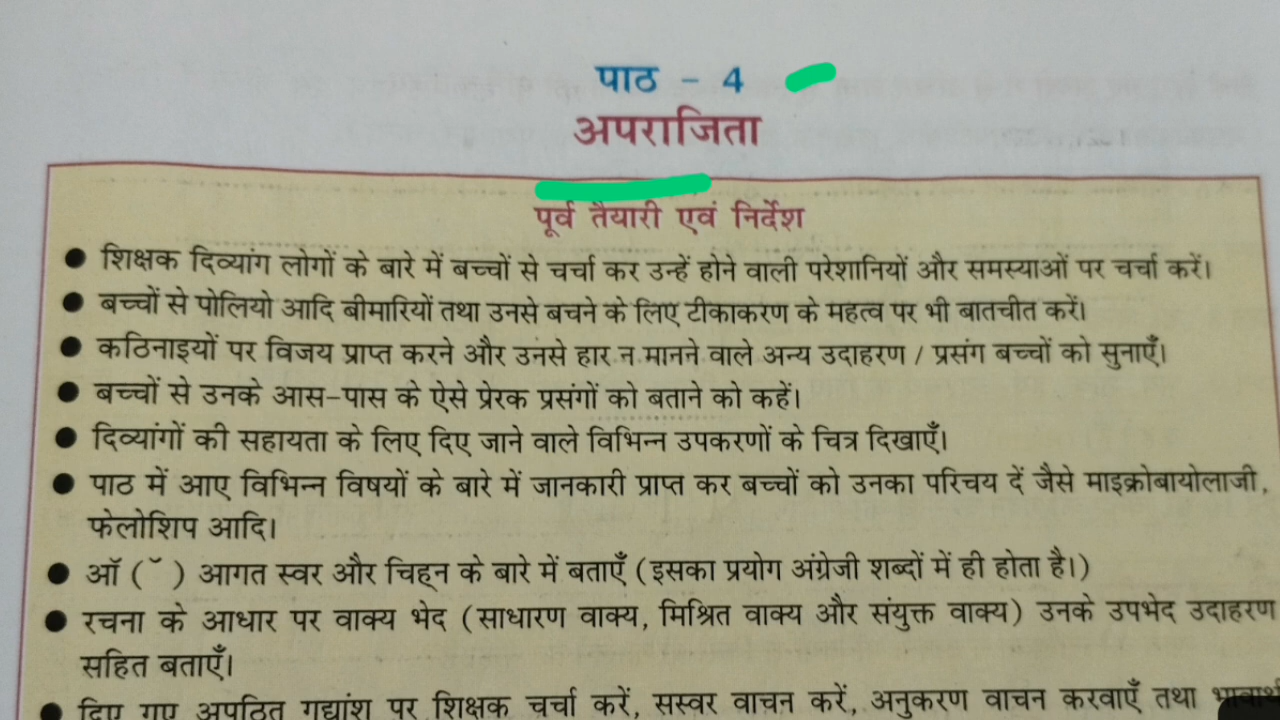 पाठ - 4
अपराजिता
पूर्व तैयारी एवं निर्देश
● शिक्षक दिव्यांग लोगों के बारे में बच्चों से चर्चा कर उन्हें होने वाली परेशानियों और समस्याओं पर चर्चा करें।
● बच्चों से पोलियो आदि बीमारियों तथा उनसे बचने के लिए टीकाकरण के महत्व पर भी बातचीत करें।
● कठिनाइयों पर विजय प्राप्त करने और उनसे हार न मानने वाले अन्य उदाहरण / प्रसंग बच्चों को सुनाएँ।
● बच्चों से उनके आस-पास के ऐसे प्रेरक प्रसंगों को बताने को कहें।
● दिव्यांगों की सहायता के लिए दिए जाने वाले विभिन्न उपकरणों के चित्र दिखाएँ।
● पाठ में आए विभिन्न विषयों के बारे में जानकारी प्राप्त कर बच्चों को उनका परिचय दें जैसे माइक्रोबायोलाजी,
फेलोशिप आदि।
● ऑ (ˇ) आगत स्वर और चिह्न के बारे में बताएँ (इसका प्रयोग अंग्रेजी शब्दों में ही होता है।)
● रचना के आधार पर वाक्य भेद (साधारण वाक्य, मिश्रित वाक्य और संयुक्त वाक्य) उनके उपभेद उदाहरण
सहित बताएँ।
● दिए गए अपठित गद्यांश पर शिक्षक चर्चा करें, सस्वर वाचन करें, अनुकरण वाचन करवाएँ तथा